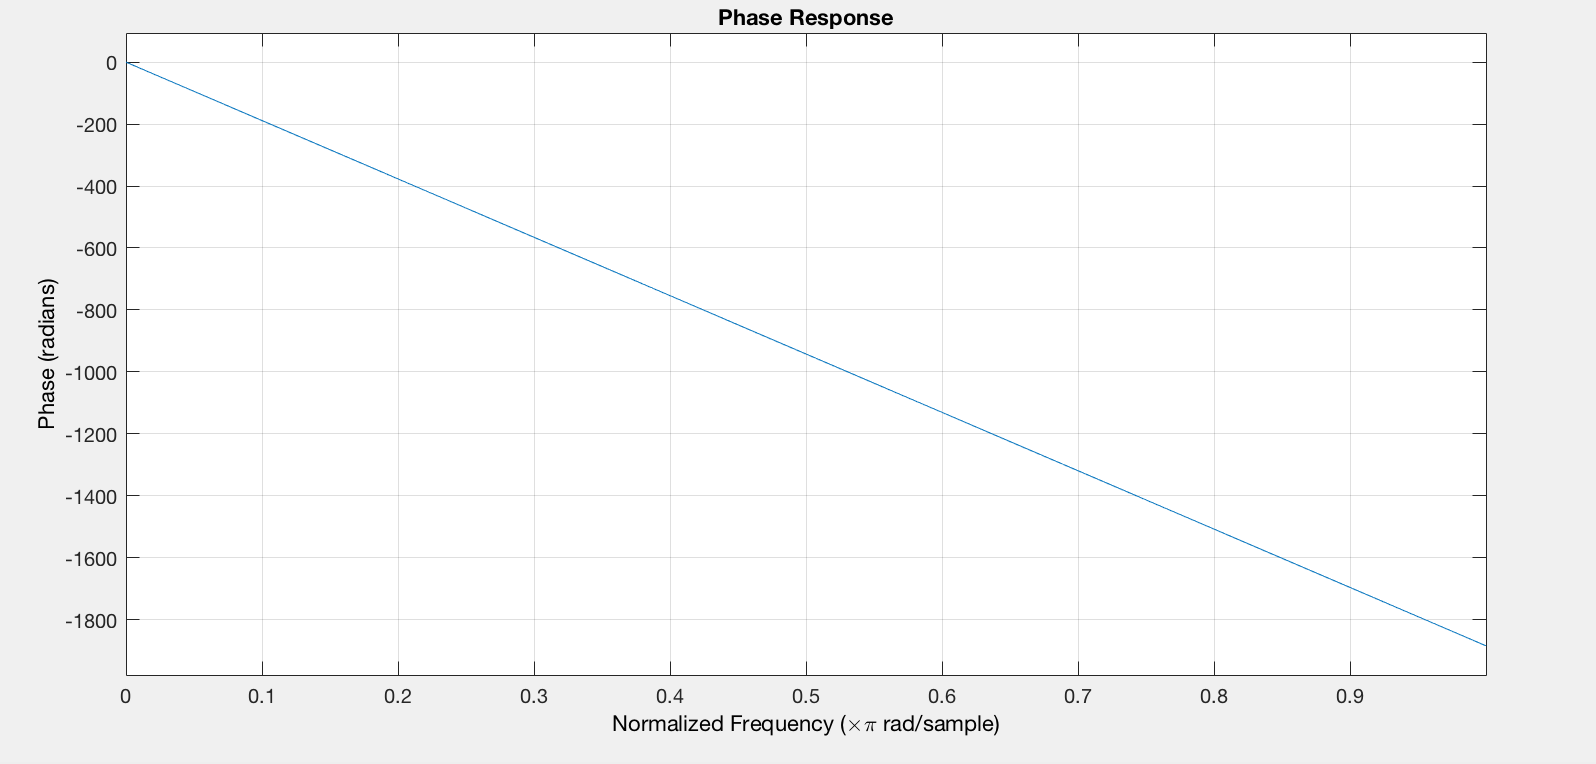 Phase Response
Phase (radians)
0
-200
-400
-600
-800
-1000
-1200
-1400
-1600
-1800
0 0.1 0.2 0.3 0.4 0.5 0.6 0.7 0.8 0.9
Normalized Frequency (×π rad/sample)